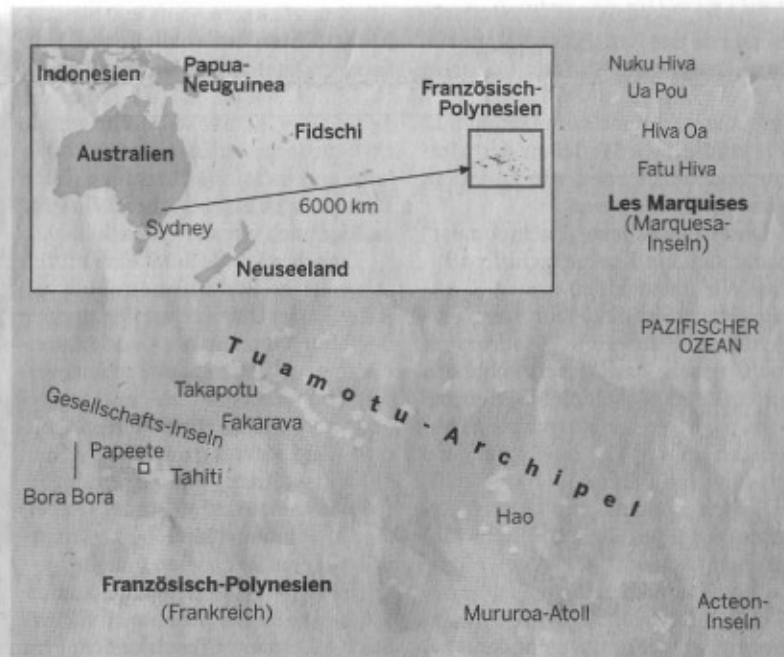 Indonesien
Papua-
Neuguinea
Französisch-
Polynesien
Fidschi
Australien
6000 km
Sydney
Neuseeland
Nuku Hiva
Ua Pou
Hiva Oa
Fatu Hiva
Les Marquises
(Marquesa-
Inseln)
PAZIFISCHER
OZEAN
Tuamotu-Archipel
Takapotu
Gesellschafts-Inseln
Fakarava
Papeete
Tahiti
Bora Bora
Hao
Französisch-Polynesien
(Frankreich)
Mururoa-Atoll
Acteon-
Inseln